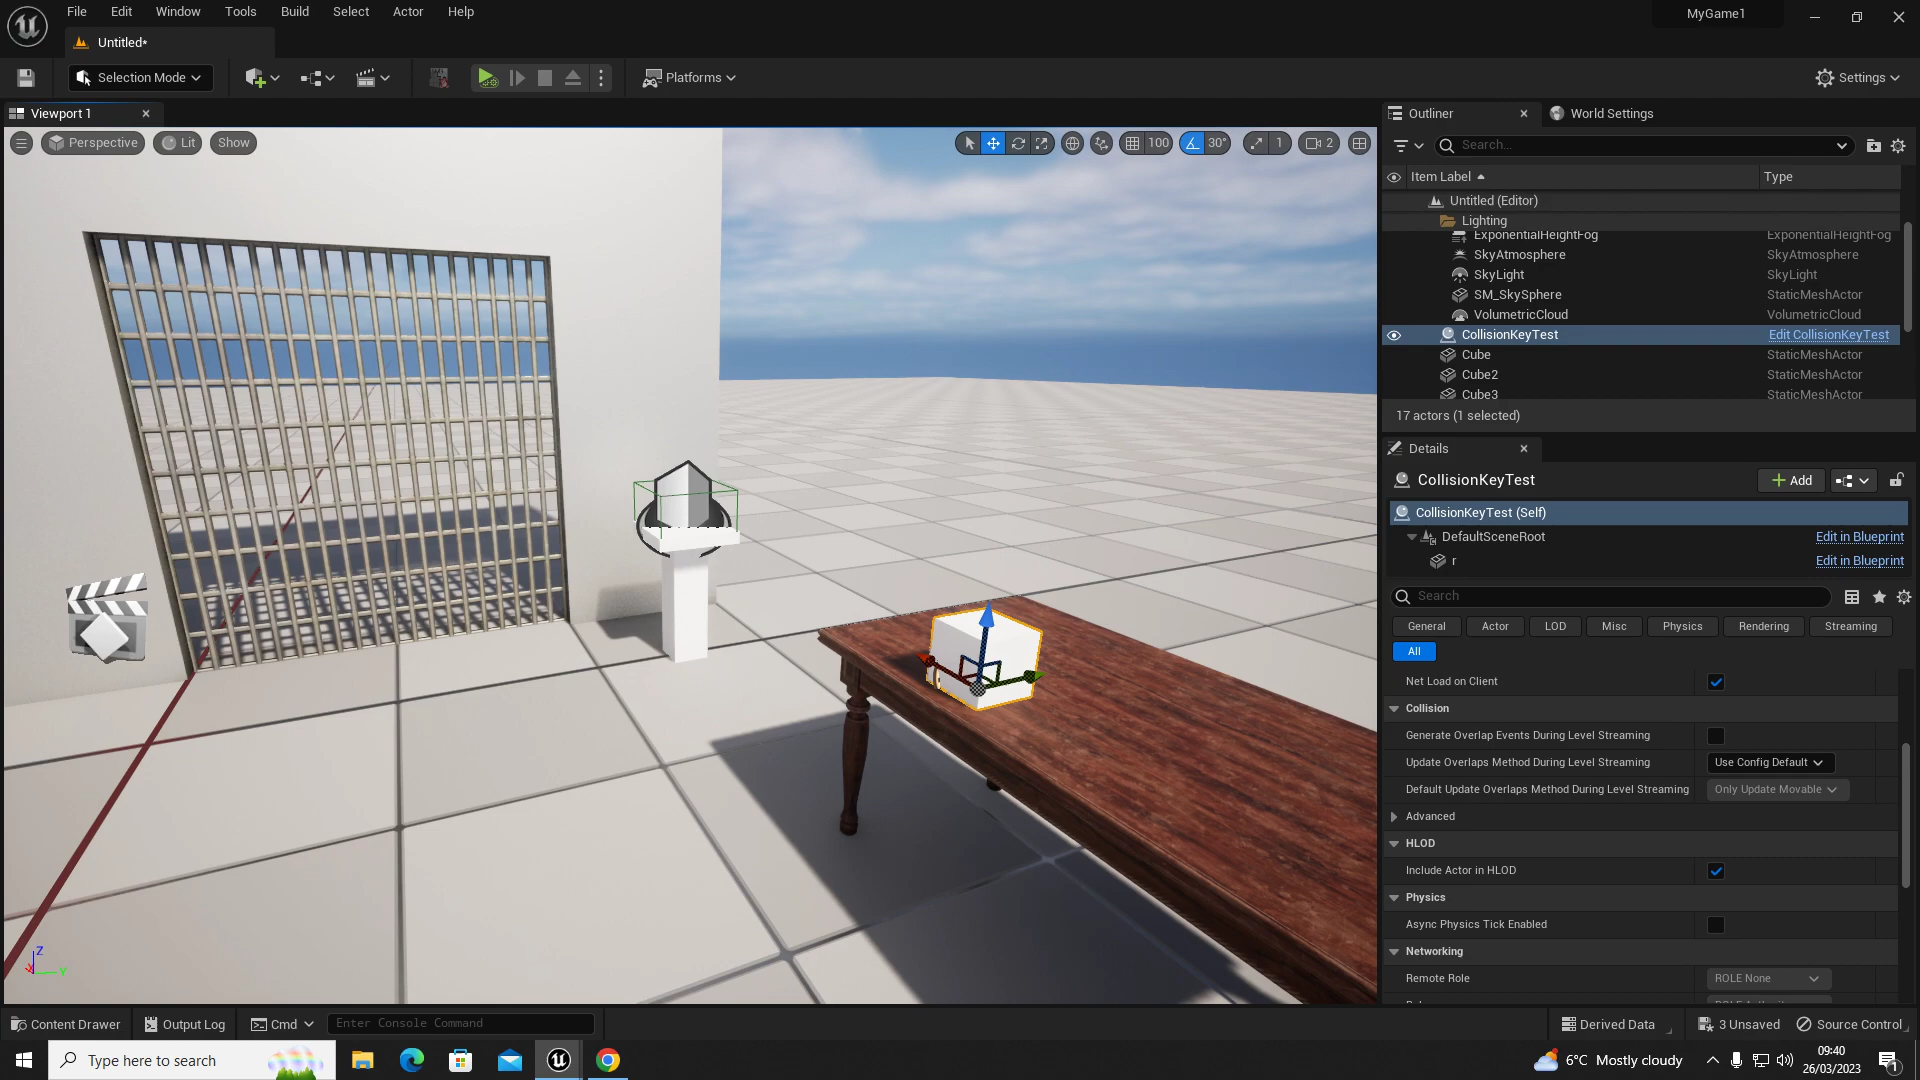 File Edit Window Tools Build Select Actor Help
MyGame1
Untitled*
Selection Mode
Platforms
Settings
Viewport 1
Perspective
Lit
Show
100
30°
1
2
Outliner
World Settings
Search...
Item Label
Type
Untitled (Editor)
Lighting
ExponentialHeightFog ExponentialHeightFog
SkyAtmosphere SkyAtmosphere
SkyLight SkyLight
SM_SkySphere StaticMeshActor
VolumetricCloud VolumetricCloud
CollisionKeyTest Edit CollisionKeyTest
Cube StaticMeshActor
Cube2 StaticMeshActor
Cube3 StaticMeshActor
17 actors (1 selected)
Details
CollisionKeyTest
Add
CollisionKeyTest (Self)
DefaultSceneRoot Edit in Blueprint
r Edit in Blueprint
Search
General Actor LOD Misc Physics Rendering Streaming
All
Net Load on Client
Collision
Generate Overlap Events During Level Streaming
Update Overlaps Method During Level Streaming Use Config Default
Default Update Overlaps Method During Level Streaming Only Update Movable
Advanced
HLOD
Include Actor in HLOD
Physics
Async Physics Tick Enabled
Networking
Remote Role ROLE None
Z
X
Y
Content Drawer
Output Log
Cmd
Enter Console Command
Derived Data
3 Unsaved
Source Control
Type here to search
6°C Mostly cloudy
09:40
26/03/2023
1